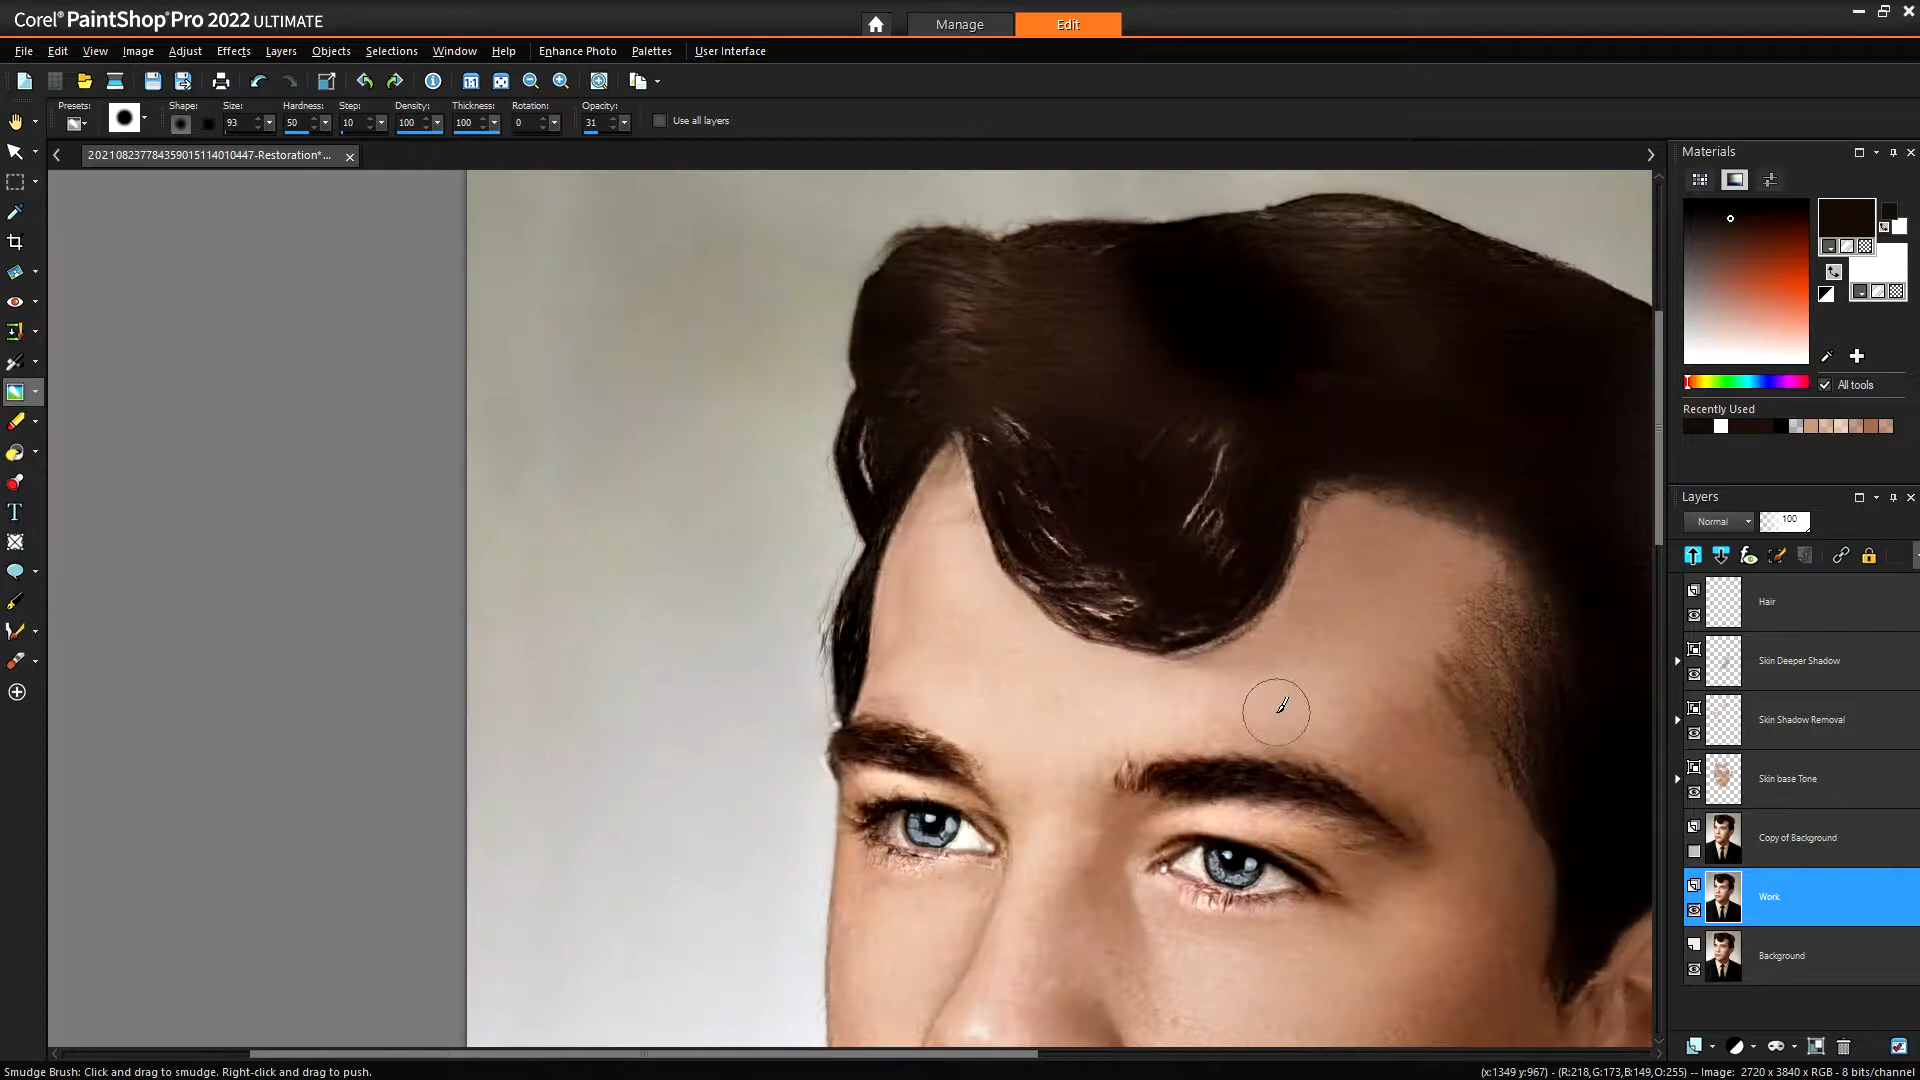 Corel® PaintShop® Pro 2022 ULTIMATE
Manage
Edit
File Edit View Image Adjust Effects Layers Objects Selections Window Help Enhance Photo Palettes User Interface
Presets: Shape: Size: Hardness: Step: Density: Thickness: Rotation: Opacity:
93 50 10 100 100 0 31 Use all layers
20210823778435901511401044​7-Restoration*...
Materials
All tools
Recently Used
Layers
Normal 100
Hair
Skin Deeper Shadow
Skin Shadow Removal
Skin base Tone
Copy of Background
Work
Background
Smudge Brush: Click and drag to smudge. Right-click and drag to push.
(x:1349 y:967) - (R:218,G:173,B:149,O:255) -- Image: 2720 x 3840 x RGB - 8 bits/channel